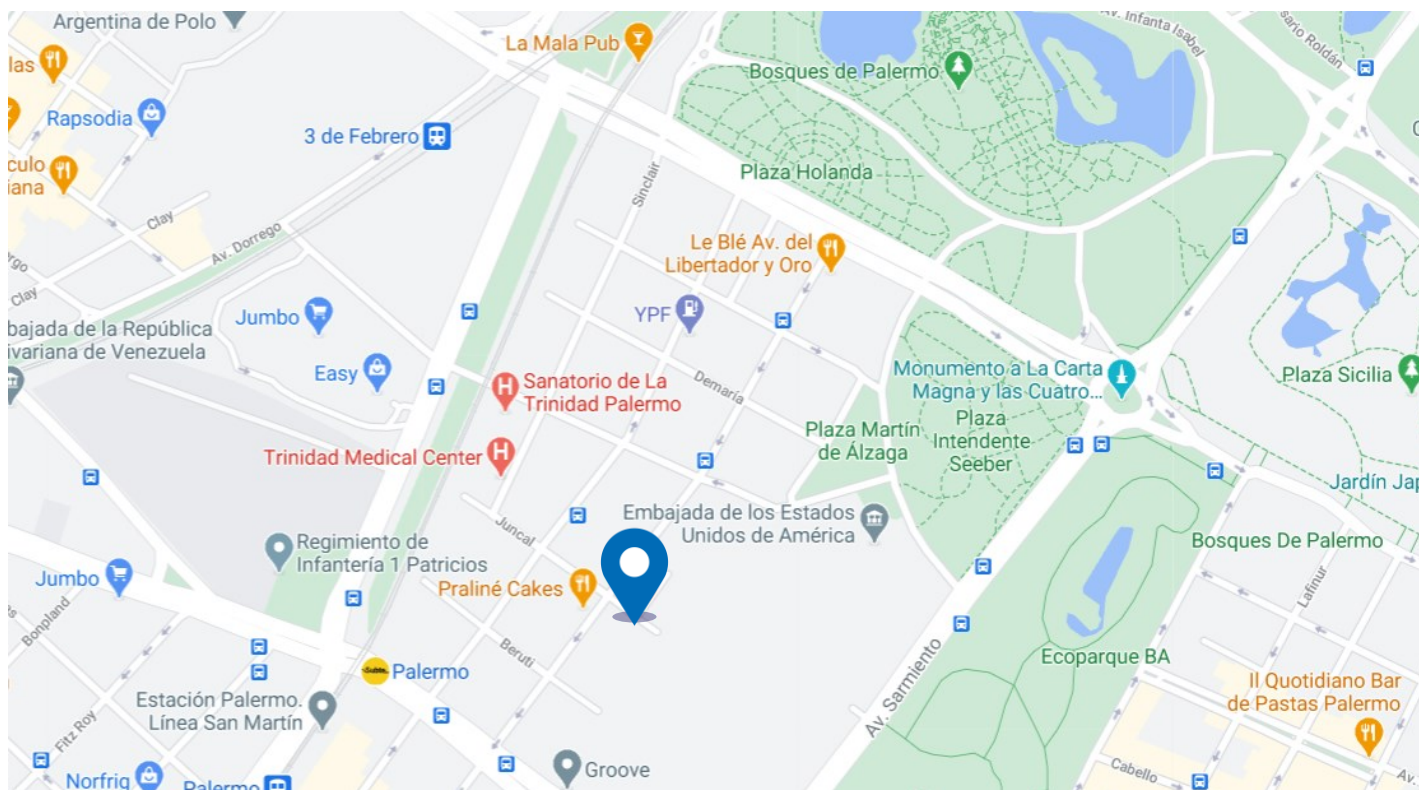 Argentina de Polo
La Mala Pub
Av. Infanta Isabel
Rosario Roldán
las
Bosques de Palermo
Rapsodia
3 de Febrero
culo
iana
Plaza Holanda
Sinclair
Clay
Av. Dorrego
Le Blé Av. del
Libertador y Oro
Clay
Jumbo
YPF
bajada de la República
ivariana de Venezuela
Easy
Sanatorio de La
Trinidad Palermo
Demaría
Monumento a La Carta
Magna y las Cuatro...
Plaza Sicilia
Plaza Martín
de Álzaga
Plaza
Intendente
Seeber
Trinidad Medical Center
Jardín Jap
Juncal
Embajada de los Estados
Unidos de América
Regimiento de
Infantería 1 Patricios
Bosques De Palermo
Jumbo
Praliné Cakes
Bonpland
Lafinur
Beruti
Subte
Palermo
Ecoparque BA
Av. Sarmiento
Il Quotidiano Bar
de Pastas Palermo
Estación Palermo.
Línea San Martín
Fitz Roy
Groove
Cabello
Av.
Norfriq
Palermo